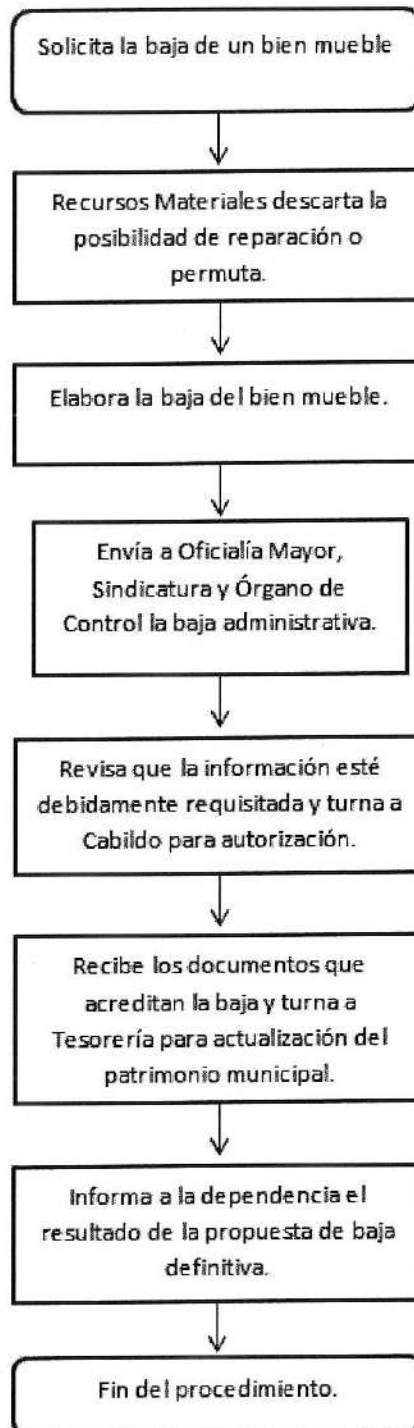 Solicita la baja de un bien mueble
Recursos Materiales descarta la
posibilidad de reparación o
permuta.
Elabora la baja del bien mueble.
Envía a Oficialía Mayor,
Sindicatura y Órgano de
Control la baja administrativa.
Revisa que la información esté
debidamente requisitada y turna a
Cabildo para autorización.
Recibe los documentos que
acreditan la baja y turna a
Tesorería para actualización del
patrimonio municipal.
Informa a la dependencia el
resultado de la propuesta de baja
definitiva.
Fin del procedimiento.